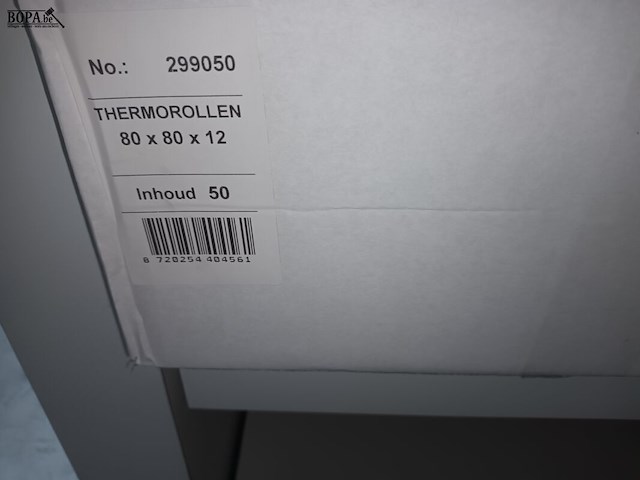 BOPA.be
No.: 299050
THERMOROLLEN
80 x 80 x 12
Inhoud 50
8 720254 404561